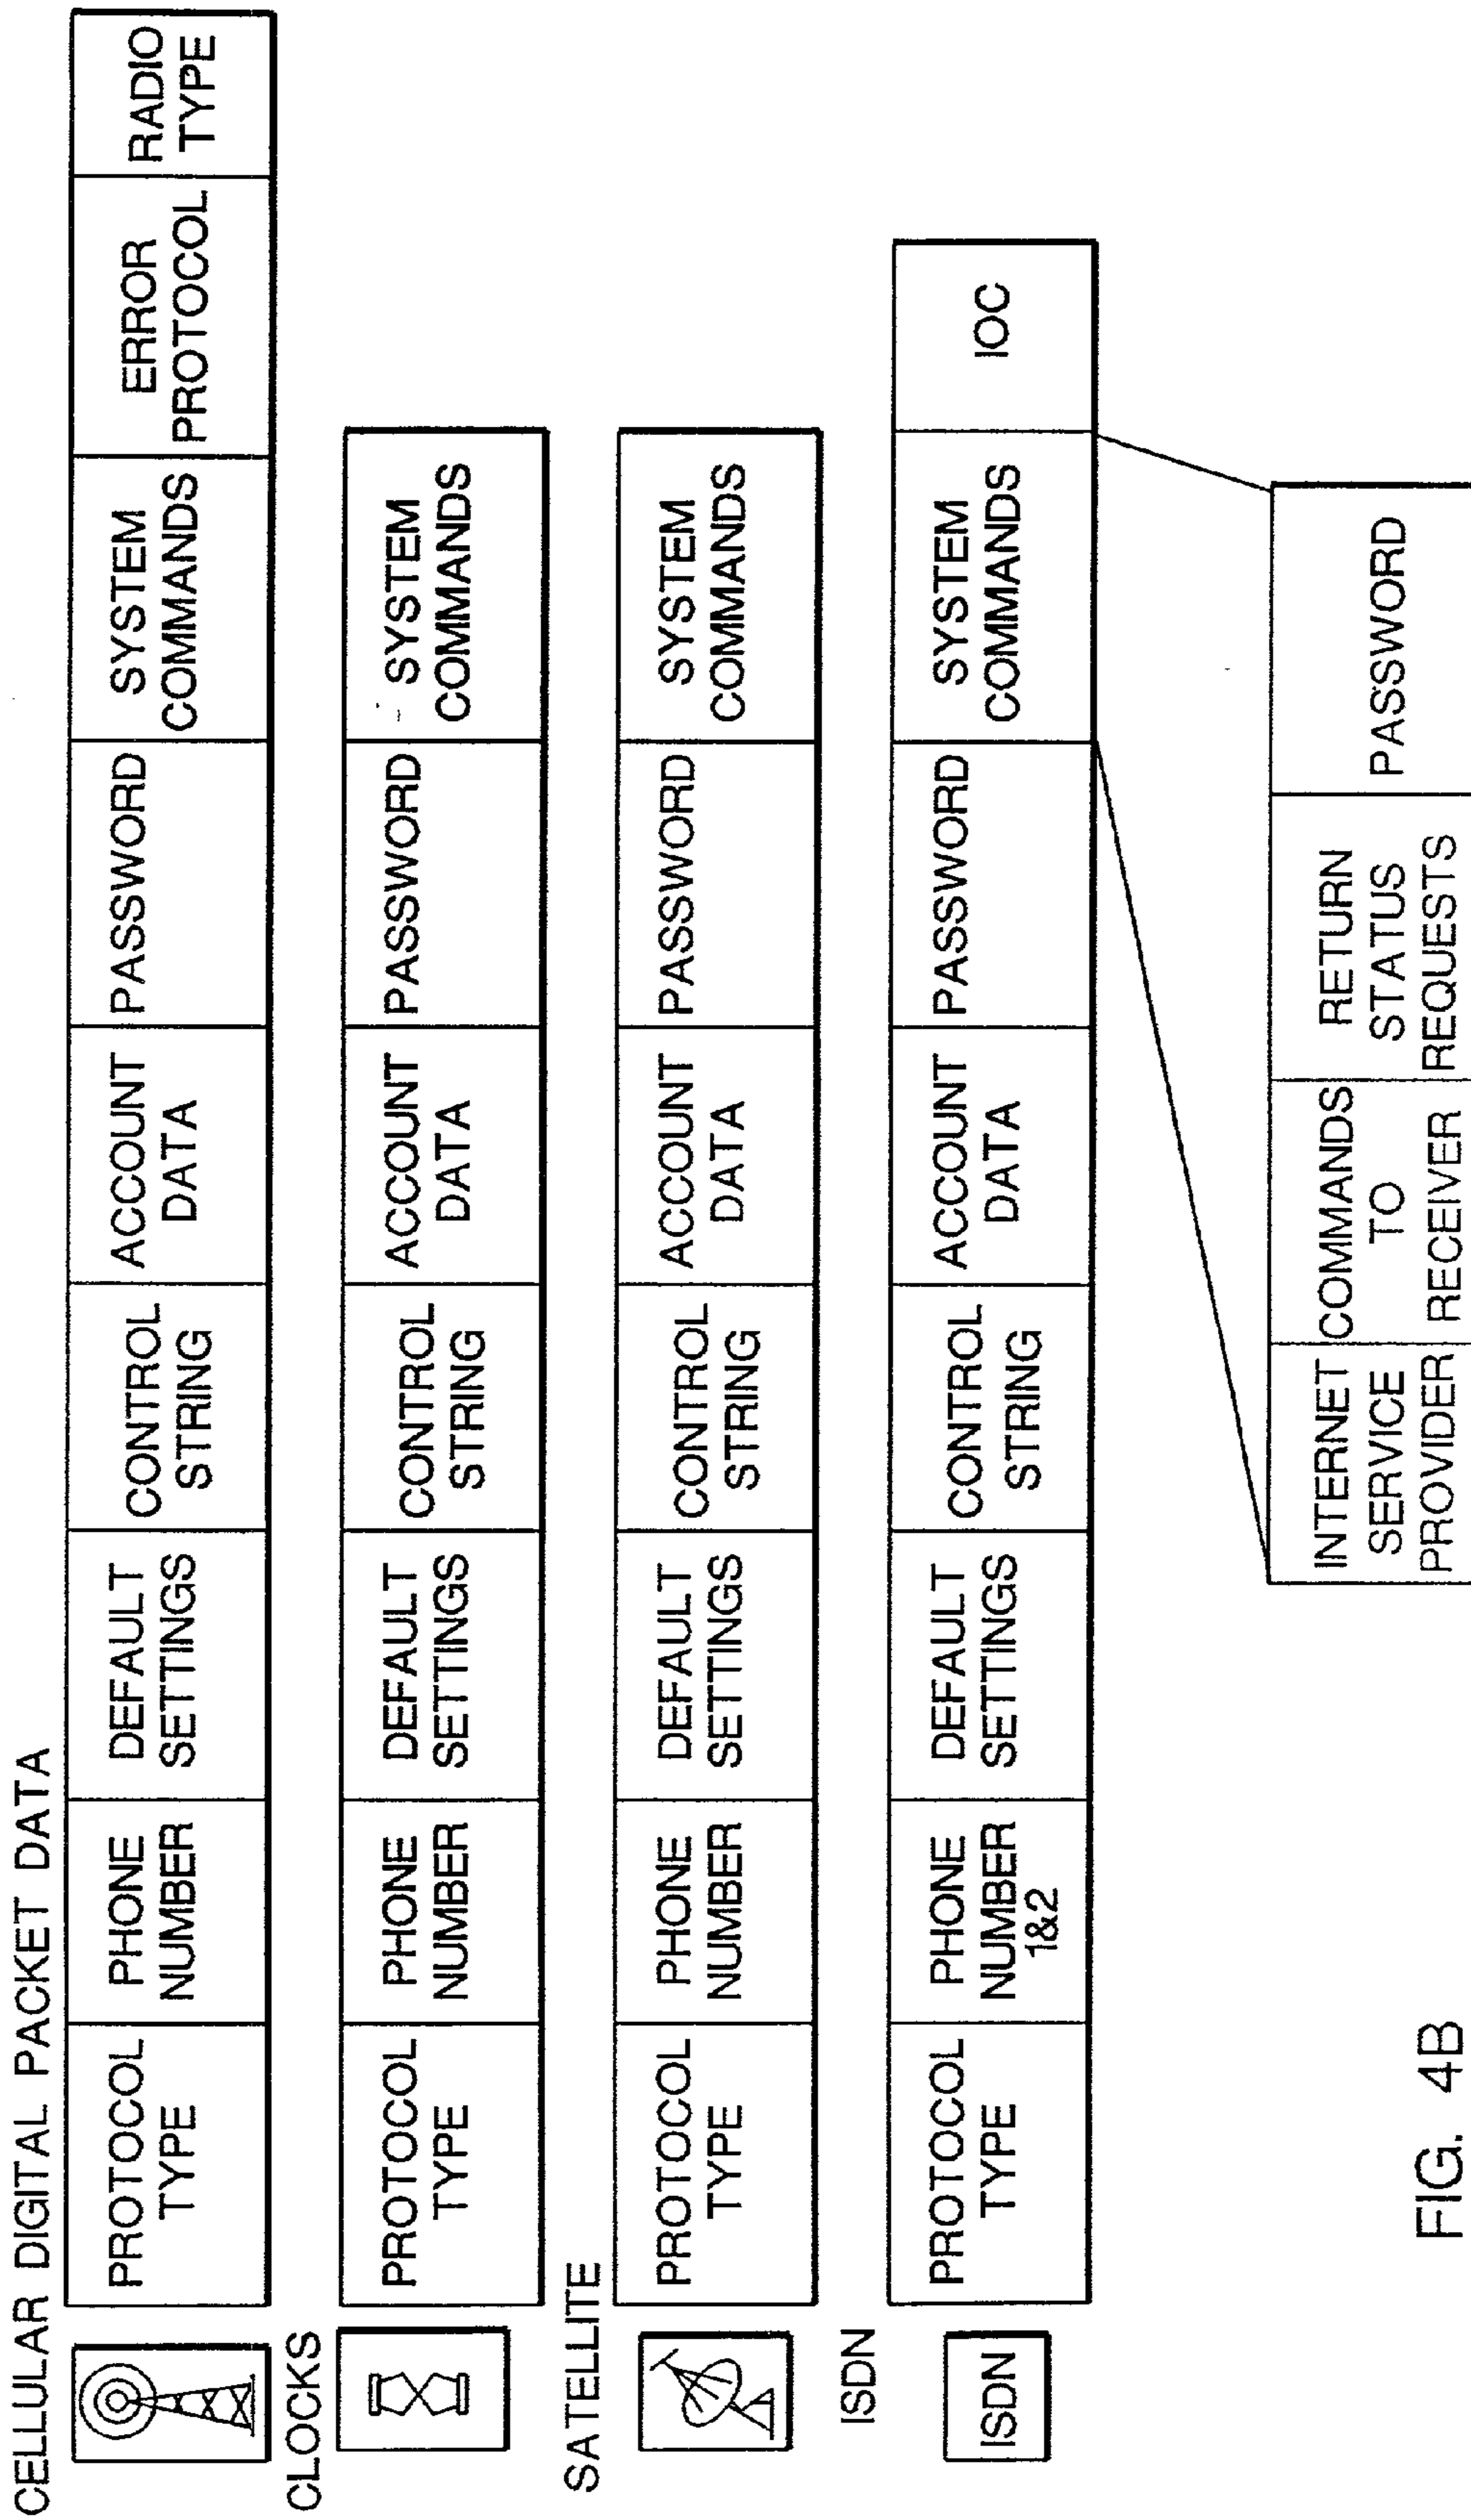 CELLULAR DIGITAL PACKET DATA
PROTOCOL
TYPE
PHONE
NUMBER
DEFAULT
SETTINGS
CONTROL
STRING
ACCOUNT
DATA
PASSWORD
SYSTEM
COMMANDS
ERROR
PROTOCOL
RADIO
TYPE
CLOCKS
PROTOCOL
TYPE
PHONE
NUMBER
DEFAULT
SETTINGS
CONTROL
STRING
ACCOUNT
DATA
PASSWORD
SYSTEM
COMMANDS
SATELLITE
PROTOCOL
TYPE
PHONE
NUMBER
DEFAULT
SETTINGS
CONTROL
STRING
ACCOUNT
DATA
PASSWORD
SYSTEM
COMMANDS
ISDN
ISDN
PROTOCOL
TYPE
PHONE
NUMBER
1&2
DEFAULT
SETTINGS
CONTROL
STRING
ACCOUNT
DATA
PASSWORD
SYSTEM
COMMANDS
IOC
INTERNET
SERVICE
PROVIDER
COMMANDS
TO
RECEIVER
RETURN
STATUS
REQUESTS
PASSWORD
FIG. 4B